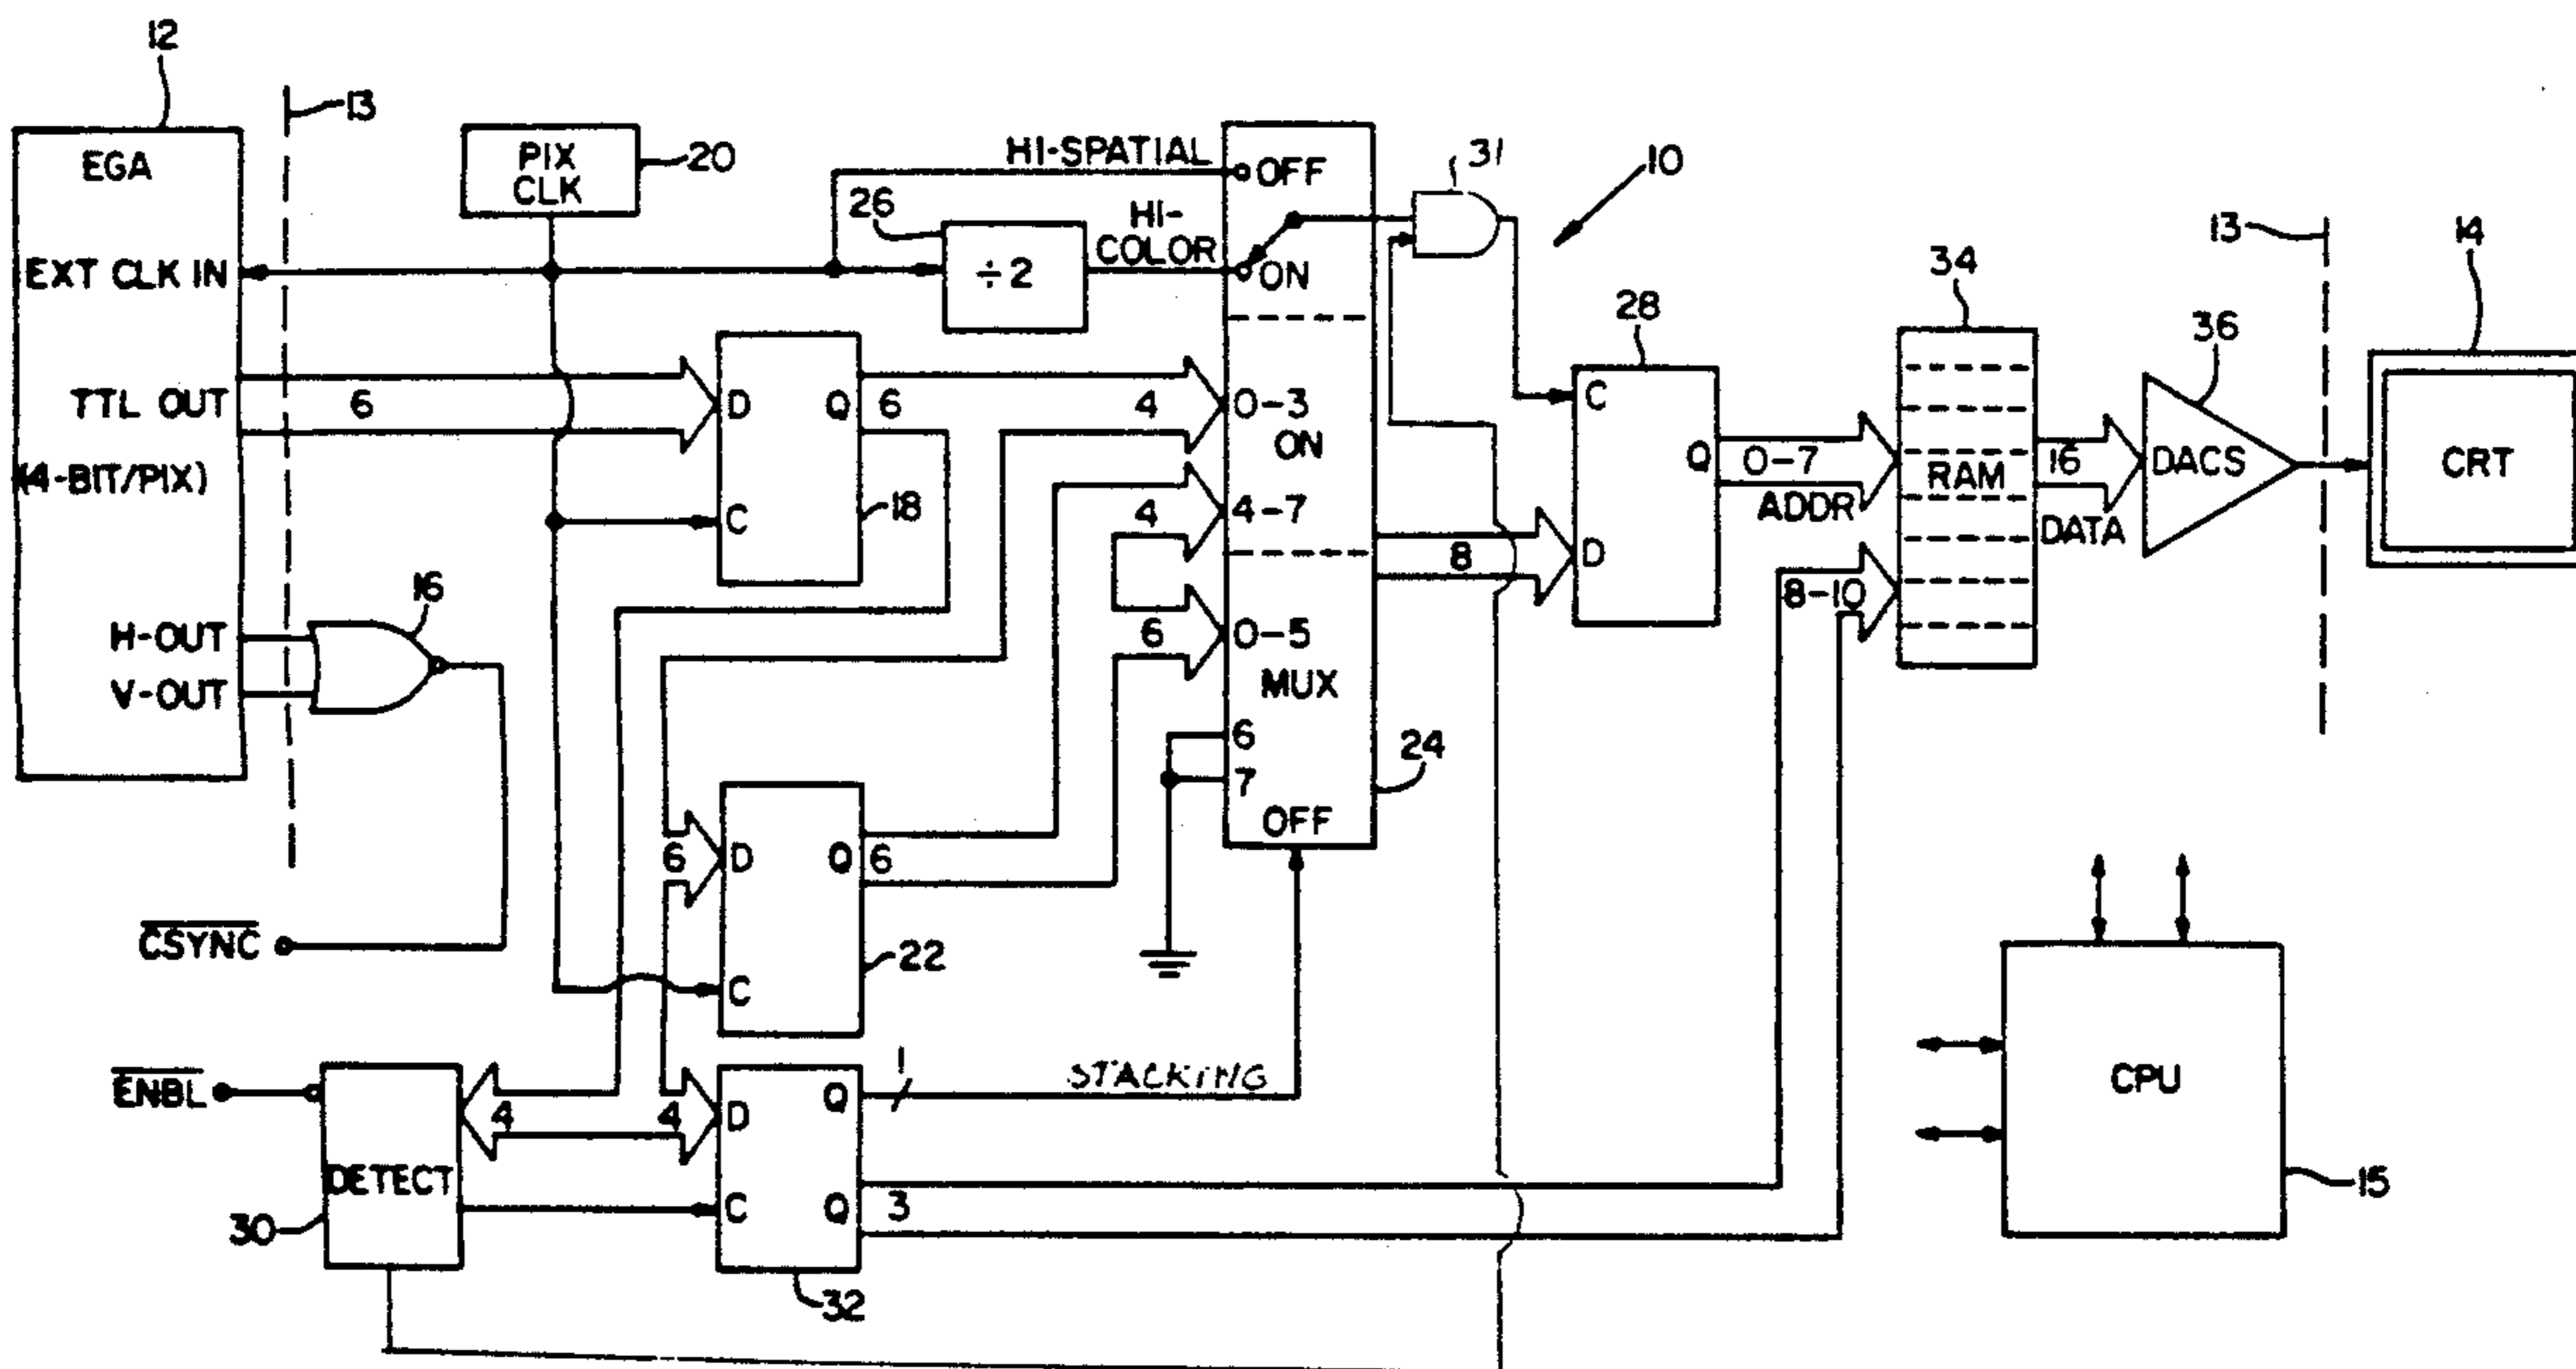 12
13
EGA
PIX
CLK
20
EXT CLK IN
TTL OUT
6
(4-BIT/PIX)
H-OUT
V-OUT
16
CSYNC
ENBL
DETECT
30
4
4
HI-SPATIAL
26
HI-
COLOR
÷2
D
Q
6
4
C
18
6
D
Q
6
C
22
D
Q
1
STACKING
C
Q
3
32
OFF
ON
0-3
ON
4
4-7
6
0-5
MUX
6
7
OFF
24
31
10
8
28
C
Q
D
0-7
ADDR
8-10
34
RAM
16
DATA
36
DACS
13
14
CRT
CPU
15